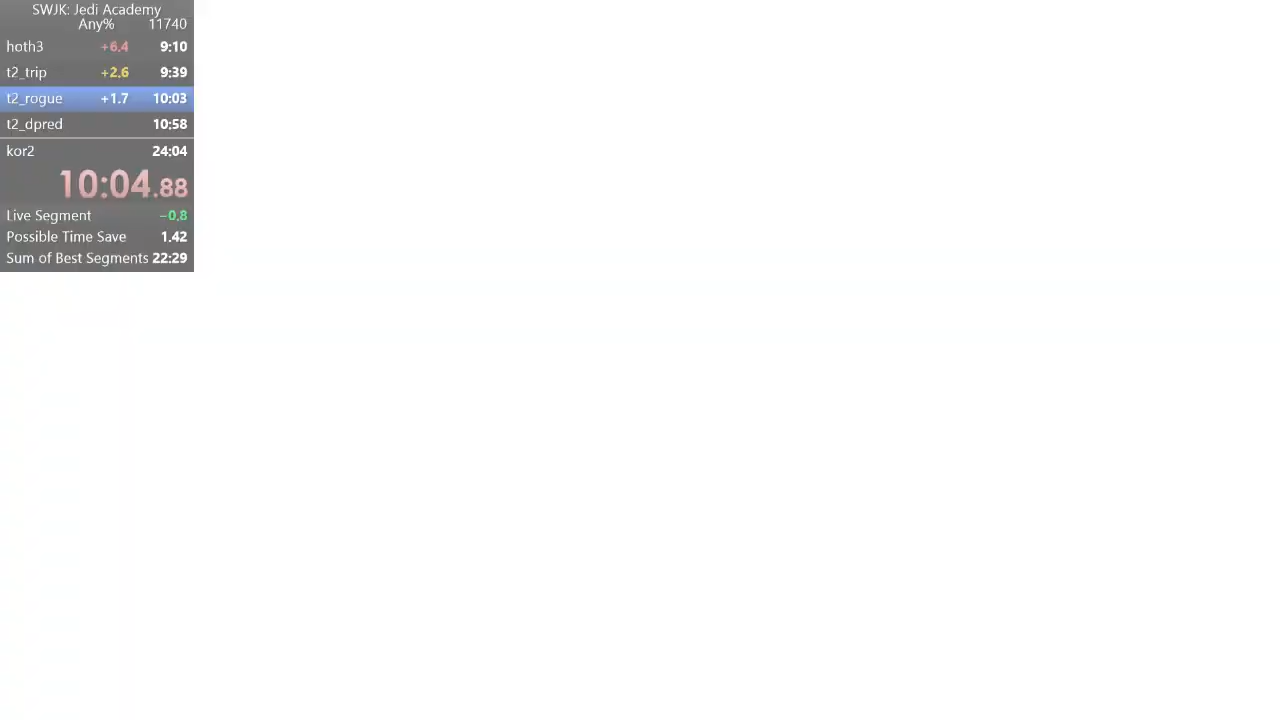 SWJK: Jedi Academy
Any% 11740
hoth3 +6.4 9:10
t2_trip +2.6 9:39
t2_rogue +1.7 10:03
t2_dpred 10:58
kor2 24:04
10:04.88
Live Segment −0.8
Possible Time Save 1.42
Sum of Best Segments 22:29